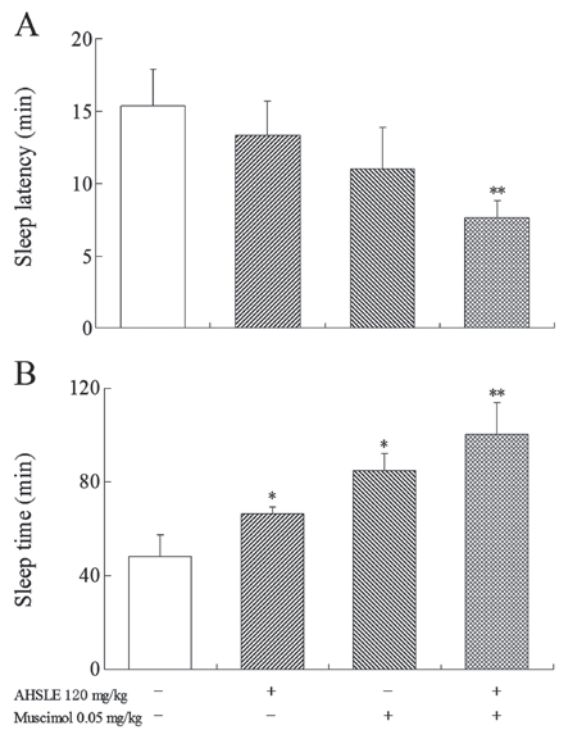 A
20
15
10
5
0
Sleep latency (min)
**
B
120
80
40
0
Sleep time (min)
*
*
**
AHSLE 120 mg/kg − + − +
Muscimol 0.05 mg/kg − − + +